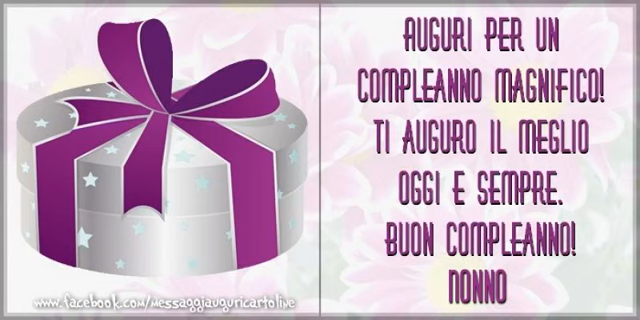 AUGURI PER UN
COMPLEANNO MAGNIFICO!
TI AUGURO IL MEGLIO
OGGI E SEMPRE.
BUON COMPLEANNO!
NONNO
www.facebook.com/messaggiauguricartoline